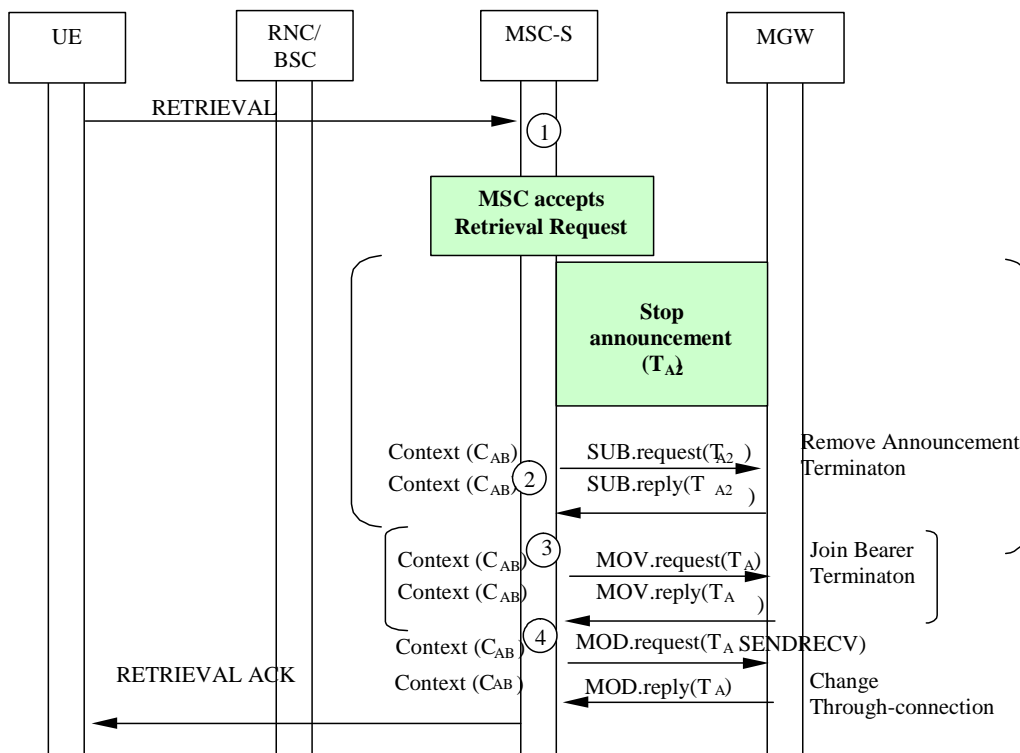 UE
RNC/
BSC
MSC-S
MGW
RETRIEVAL
1
MSC accepts
Retrieval Request
Stop
announcement
(TA2)
Context (CAB)
SUB.request(TA2)
Remove Announcement
Terminaton
2
Context (CAB)
SUB.reply(TA2)
3
Context (CAB)
MOV.request(TA)
Join Bearer
Terminaton
Context (CAB)
MOV.reply(TA)
4
Context (CAB)
MOD.request(TA SENDRECV)
RETRIEVAL ACK
Context (CAB)
MOD.reply(TA)
Change
Through-connection